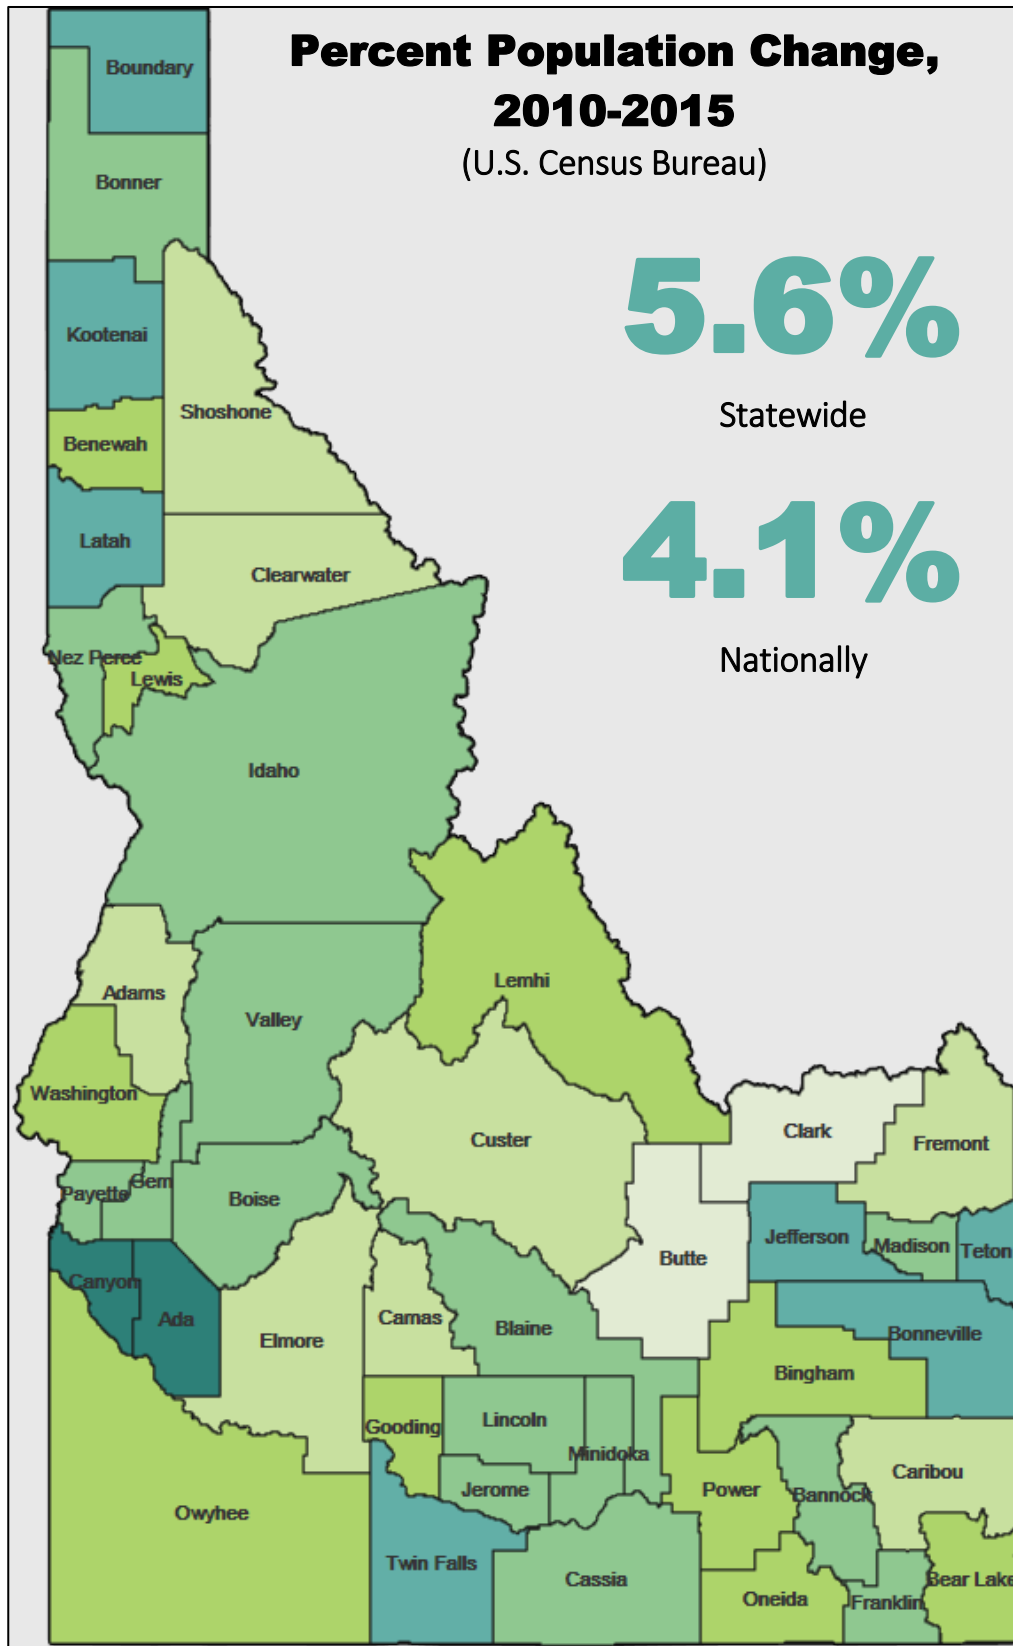 Percent Population Change,
2010-2015
(U.S. Census Bureau)
5.6%
Statewide
4.1%
Nationally
Boundary
Bonner
Kootenai
Shoshone
Benewah
Latah
Clearwater
Nez Perce
Lewis
Idaho
Lemhi
Adams
Valley
Washington
Custer
Clark
Fremont
Payette
Gem
Boise
Butte
Jefferson
Madison
Teton
Canyon
Ada
Elmore
Camas
Blaine
Bonneville
Bingham
Gooding
Lincoln
Minidoka
Jerome
Power
Bannock
Caribou
Owyhee
Twin Falls
Cassia
Oneida
Franklin
Bear Lake